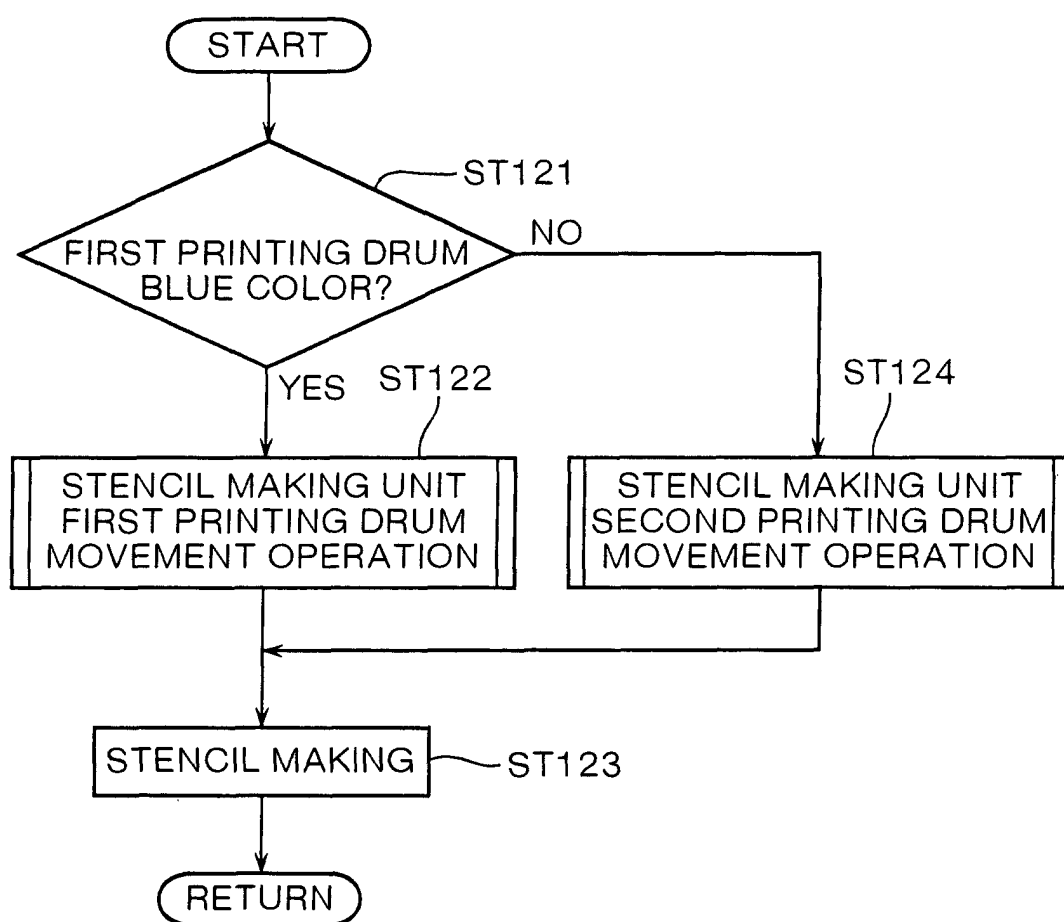 START
ST121
FIRST PRINTING DRUM
BLUE COLOR?
NO
YES
ST122
ST124
STENCIL MAKING UNIT
FIRST PRINTING DRUM
MOVEMENT OPERATION
STENCIL MAKING UNIT
SECOND PRINTING DRUM
MOVEMENT OPERATION
STENCIL MAKING
ST123
RETURN